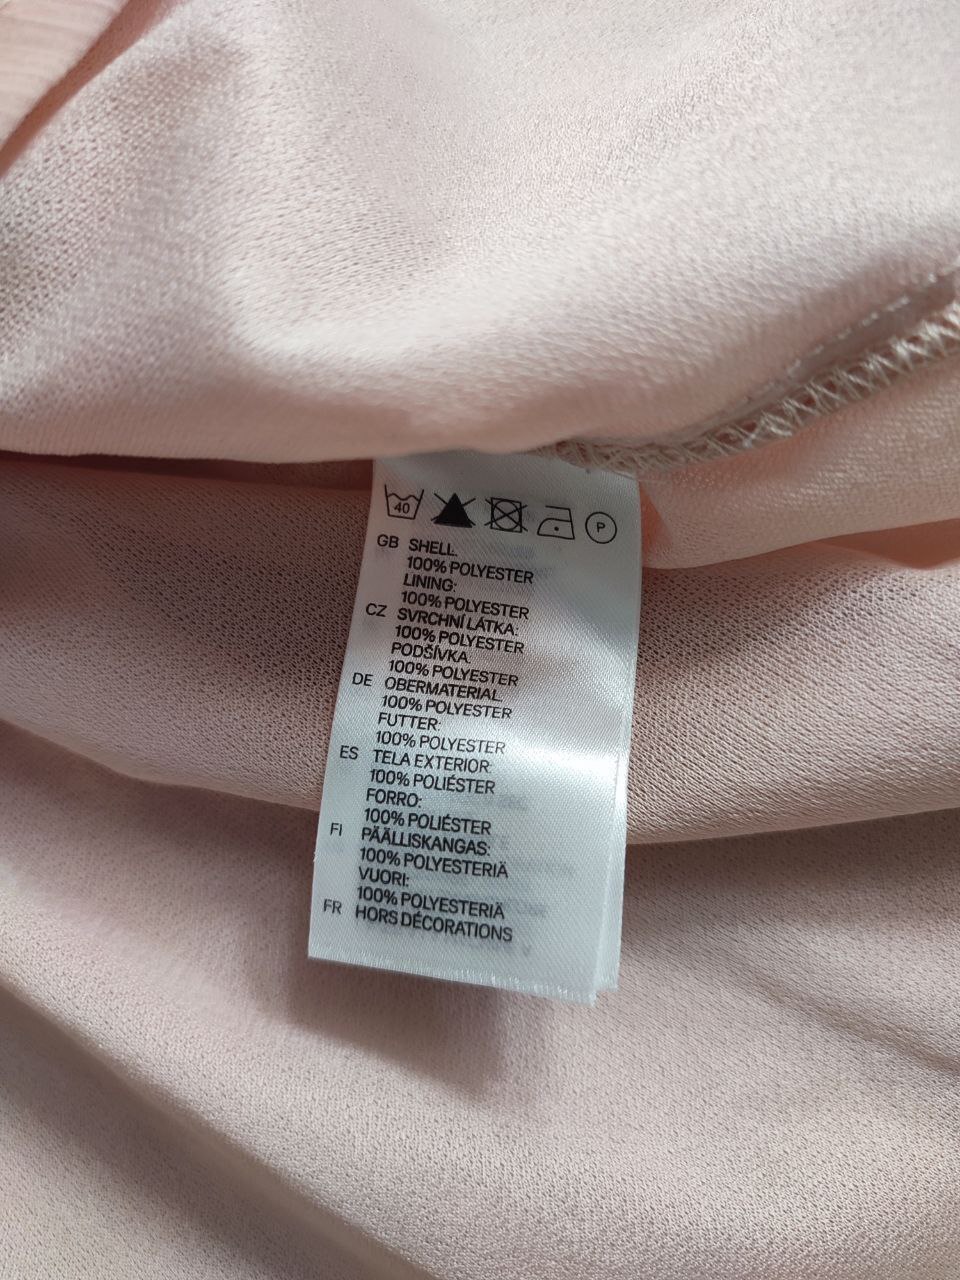 40 P
GB SHELL:
100% POLYESTER
LINING:
100% POLYESTER
CZ SVRCHNÍ LÁTKA:
100% POLYESTER
PODŠÍVKA:
100% POLYESTER
DE OBERMATERIAL:
100% POLYESTER
FUTTER:
100% POLYESTER
ES TELA EXTERIOR:
100% POLIÉSTER
FORRO:
100% POLIÉSTER
FI PÄÄLLISKANGAS:
100% POLYESTERIÄ
VUORI:
100% POLYESTERIÄ
FR HORS DÉCORATIONS